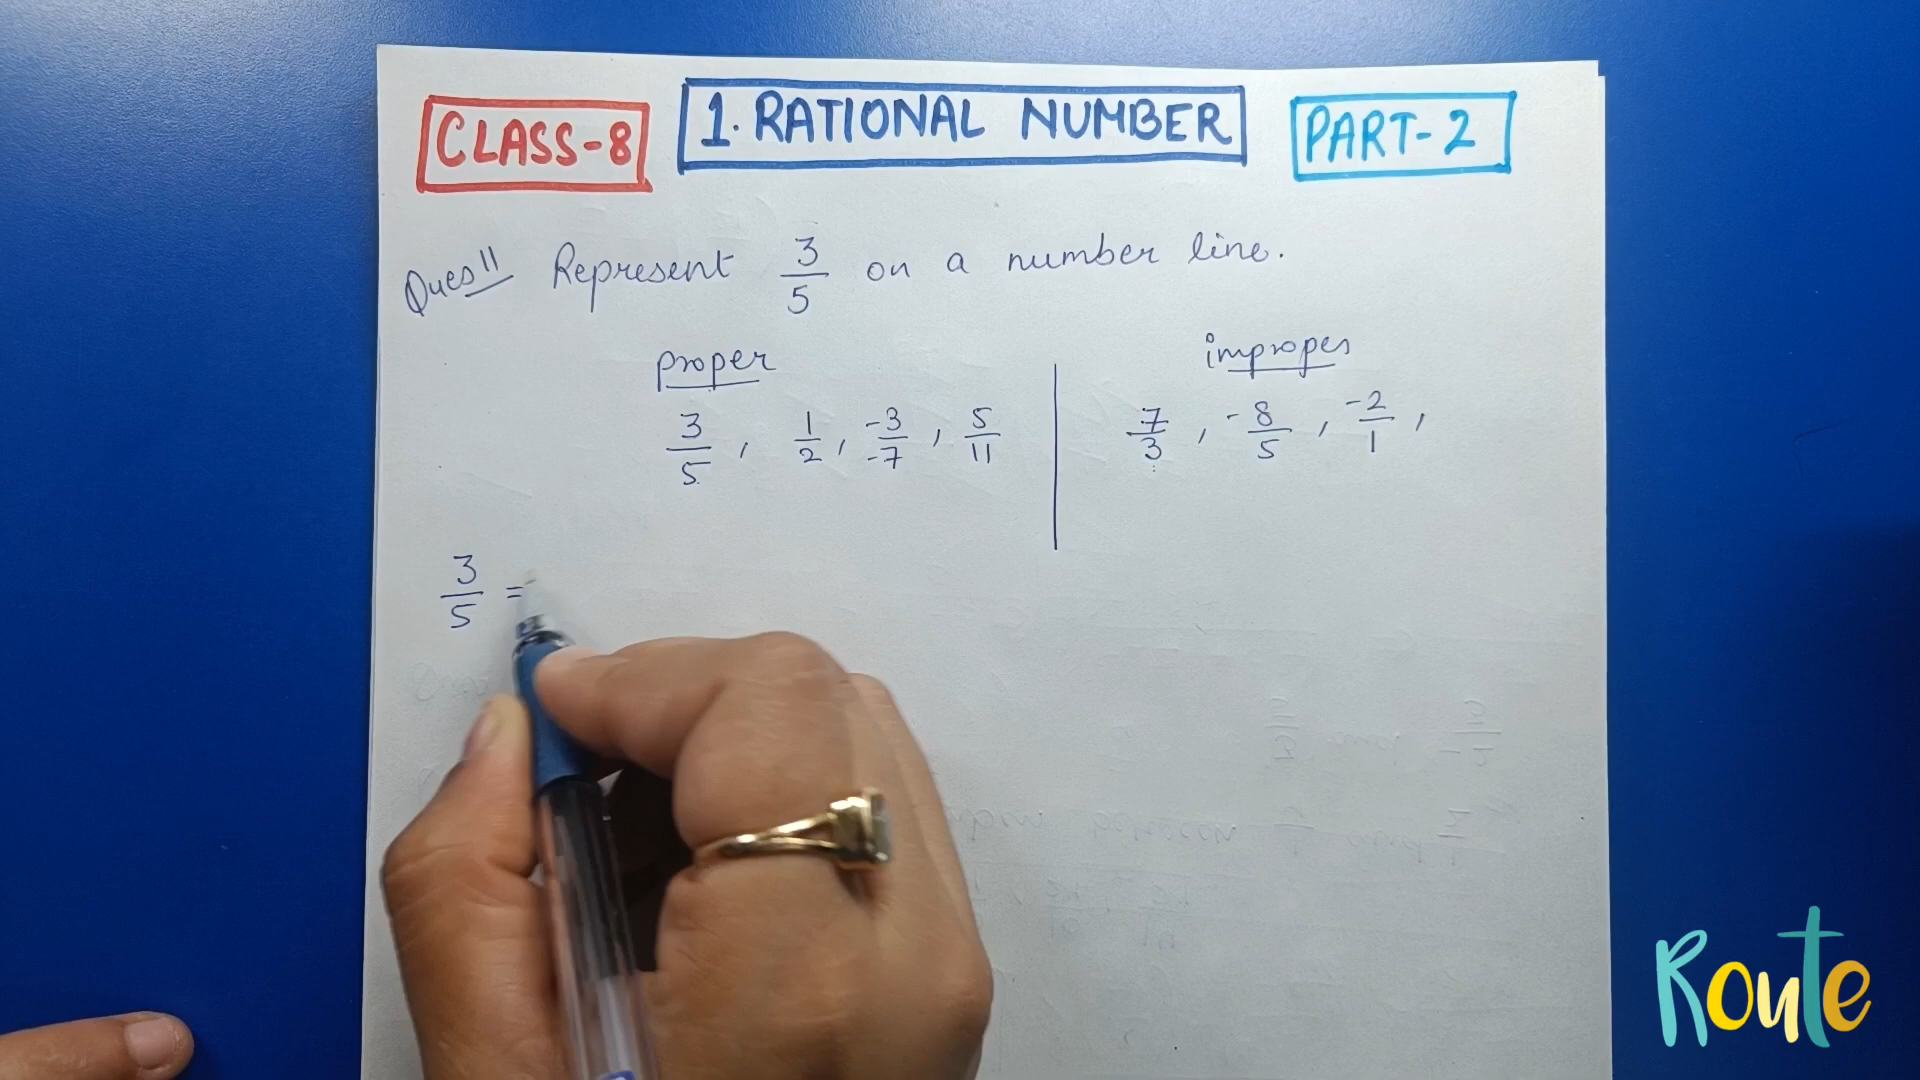 CLASS-8
1. RATIONAL NUMBER
PART-2
Ques 11 Represent 3/5 on a number line.
proper
improper
3/5, 1/2, -3/-7, 5/11
7/3, -8/5, -2/1,
3/5 =
Route